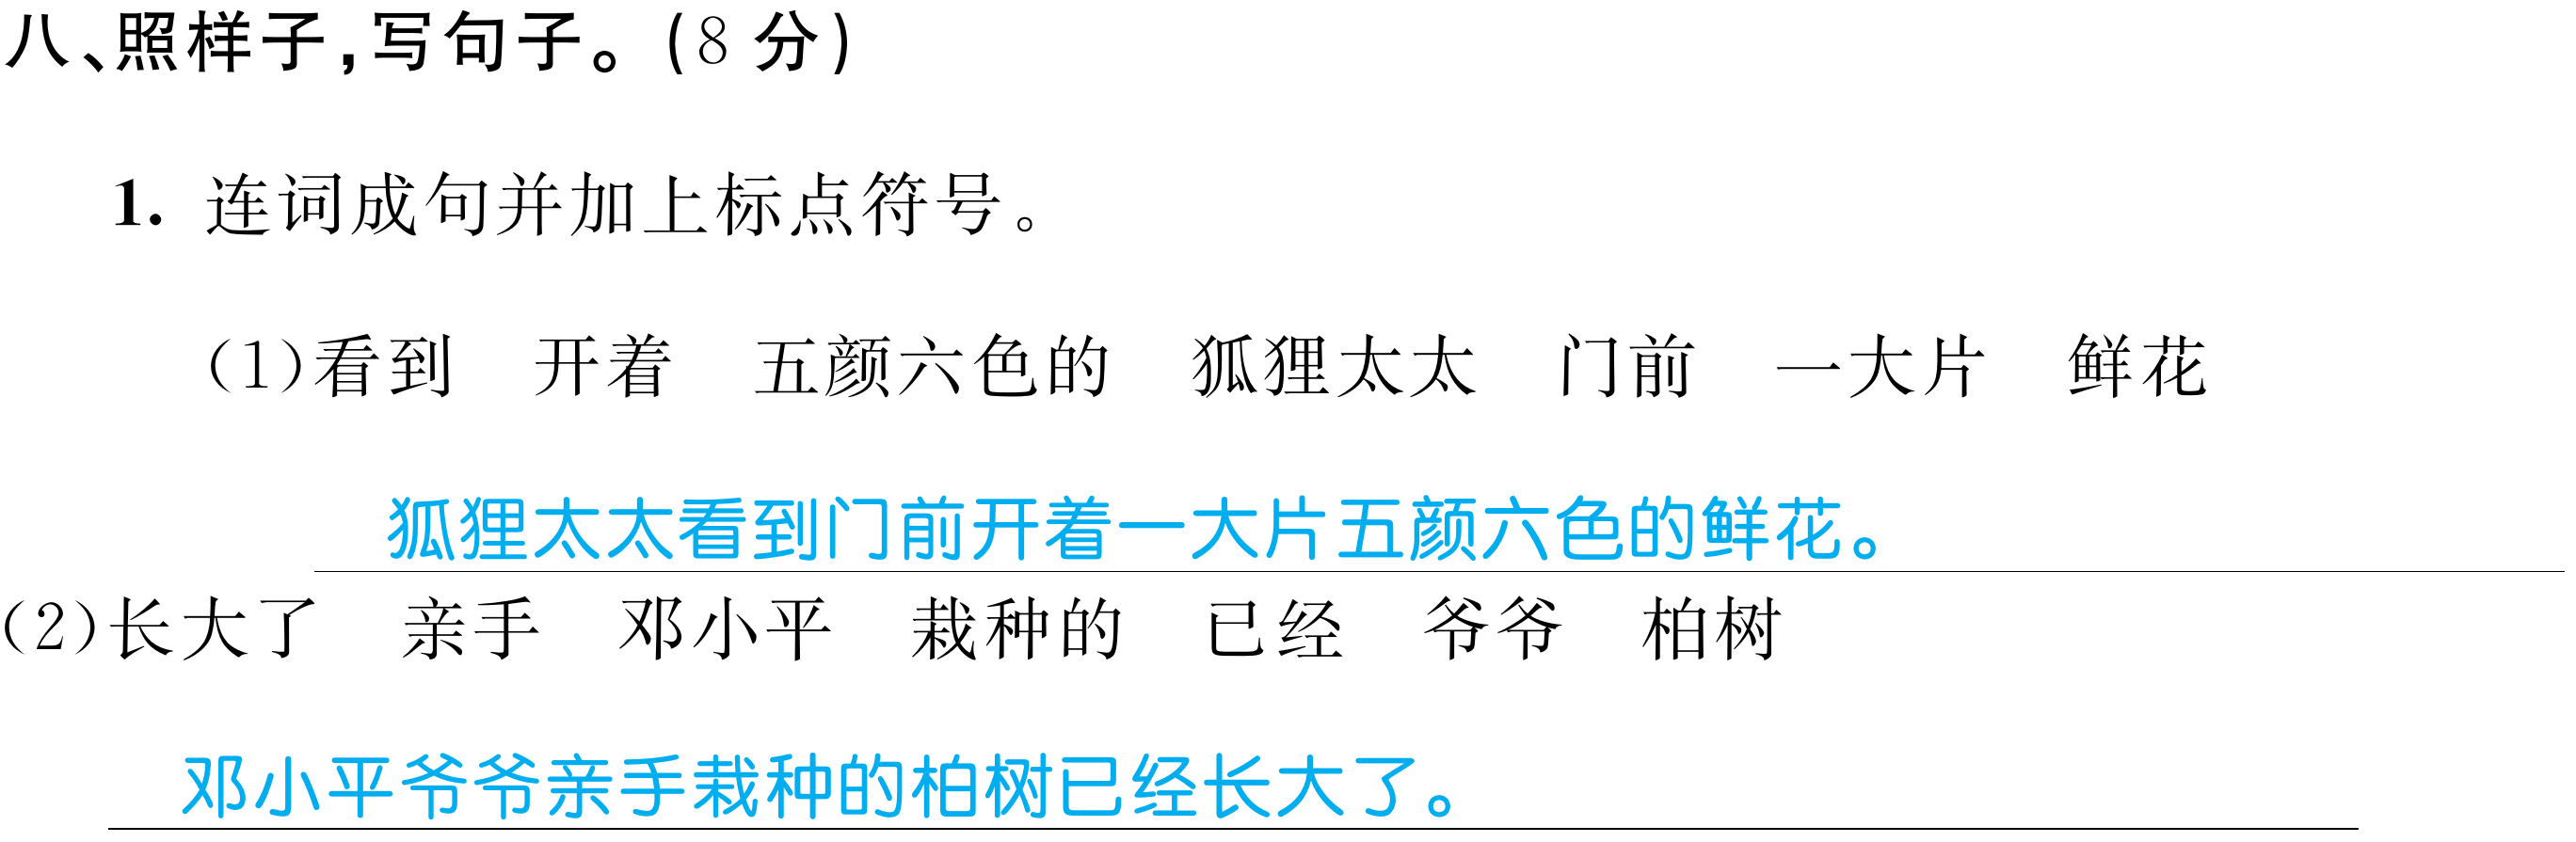 八、照样子,写句子。(8 分)
1. 连词成句并加上标点符号。
(1)看到 开着 五颜六色的 狐狸太太 门前 一大片 鲜花
狐狸太太看到门前开着一大片五颜六色的鲜花。
(2)长大了 亲手 邓小平 栽种的 已经 爷爷 柏树
邓小平爷爷亲手栽种的柏树已经长大了。